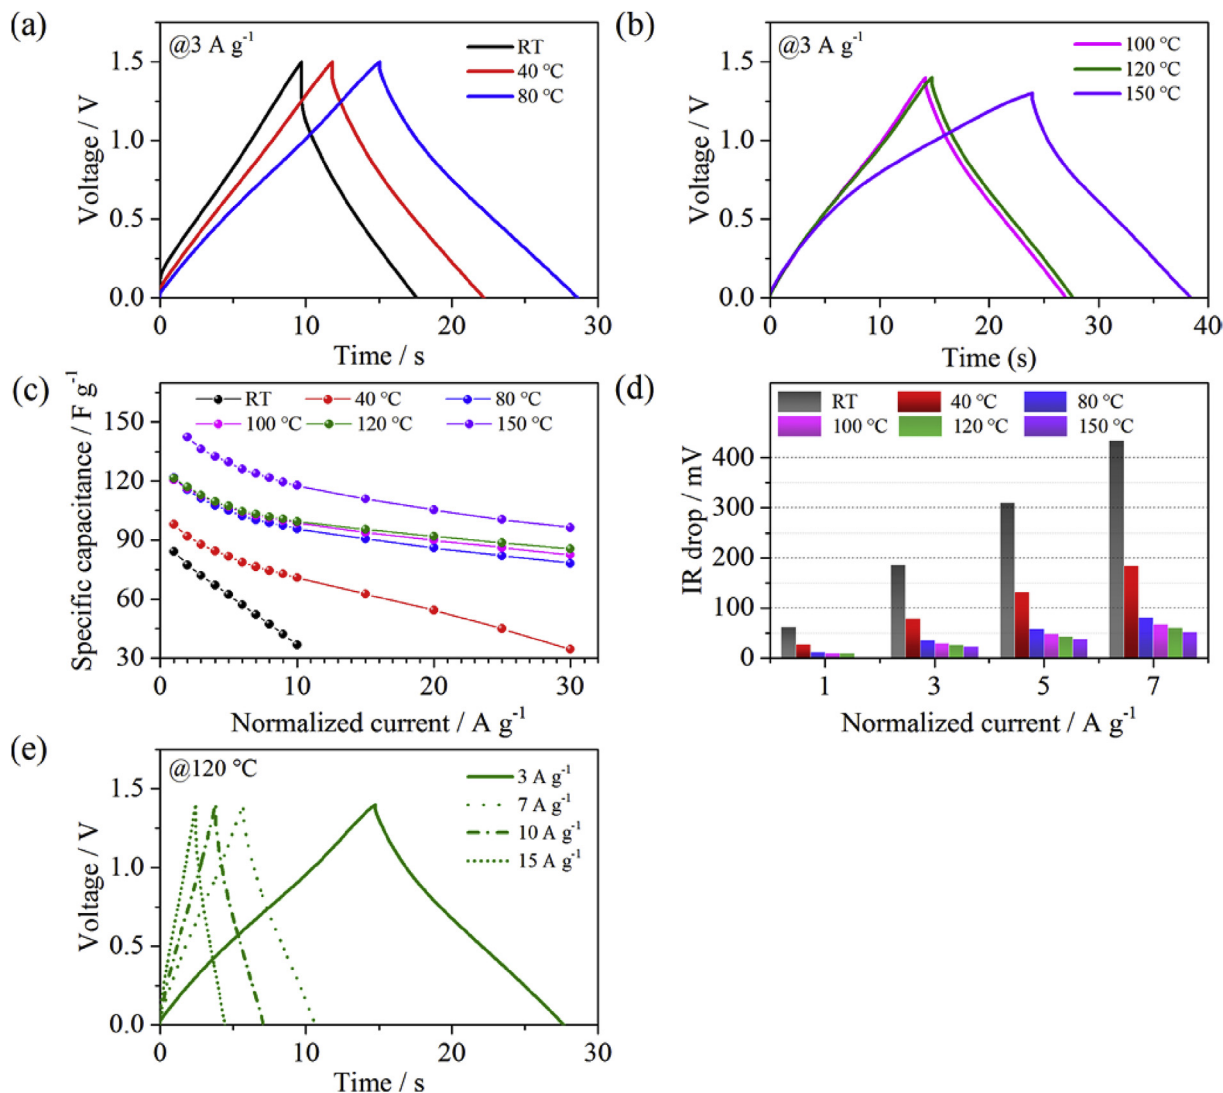 (a)
@3 A g-1
RT
40 °C
80 °C
1.5
1.0
0.5
0.0
Voltage / V
0
10
20
30
Time / s
(b)
@3 A g-1
100 °C
120 °C
150 °C
1.5
1.0
0.5
0.0
Voltage / V
0
10
20
30
40
Time (s)
(c)
RT
40 °C
80 °C
100 °C
120 °C
150 °C
150
120
90
60
30
Specific capacitance / F g-1
0
10
20
30
Normalized current / A g-1
(d)
RT
40 °C
80 °C
100 °C
120 °C
150 °C
400
300
200
100
0
IR drop / mV
1
3
5
7
Normalized current / A g-1
(e)
@120 °C
3 A g-1
7 A g-1
10 A g-1
15 A g-1
1.5
1.0
0.5
0.0
Voltage / V
0
10
20
30
Time / s